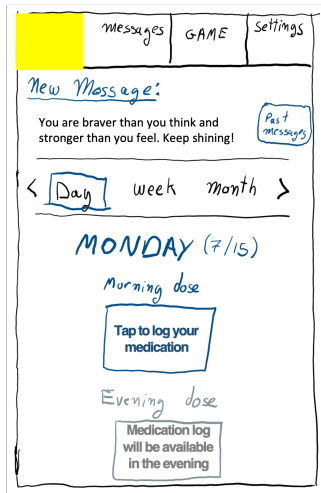 messages GAME settings
New Message:
You are braver than you think and
stronger than you feel. Keep shining!
Past
messages
< Day week month >
MONDAY (7/15)
Morning dose
Tap to log your
medication
Evening dose
Medication log
will be available
in the evening